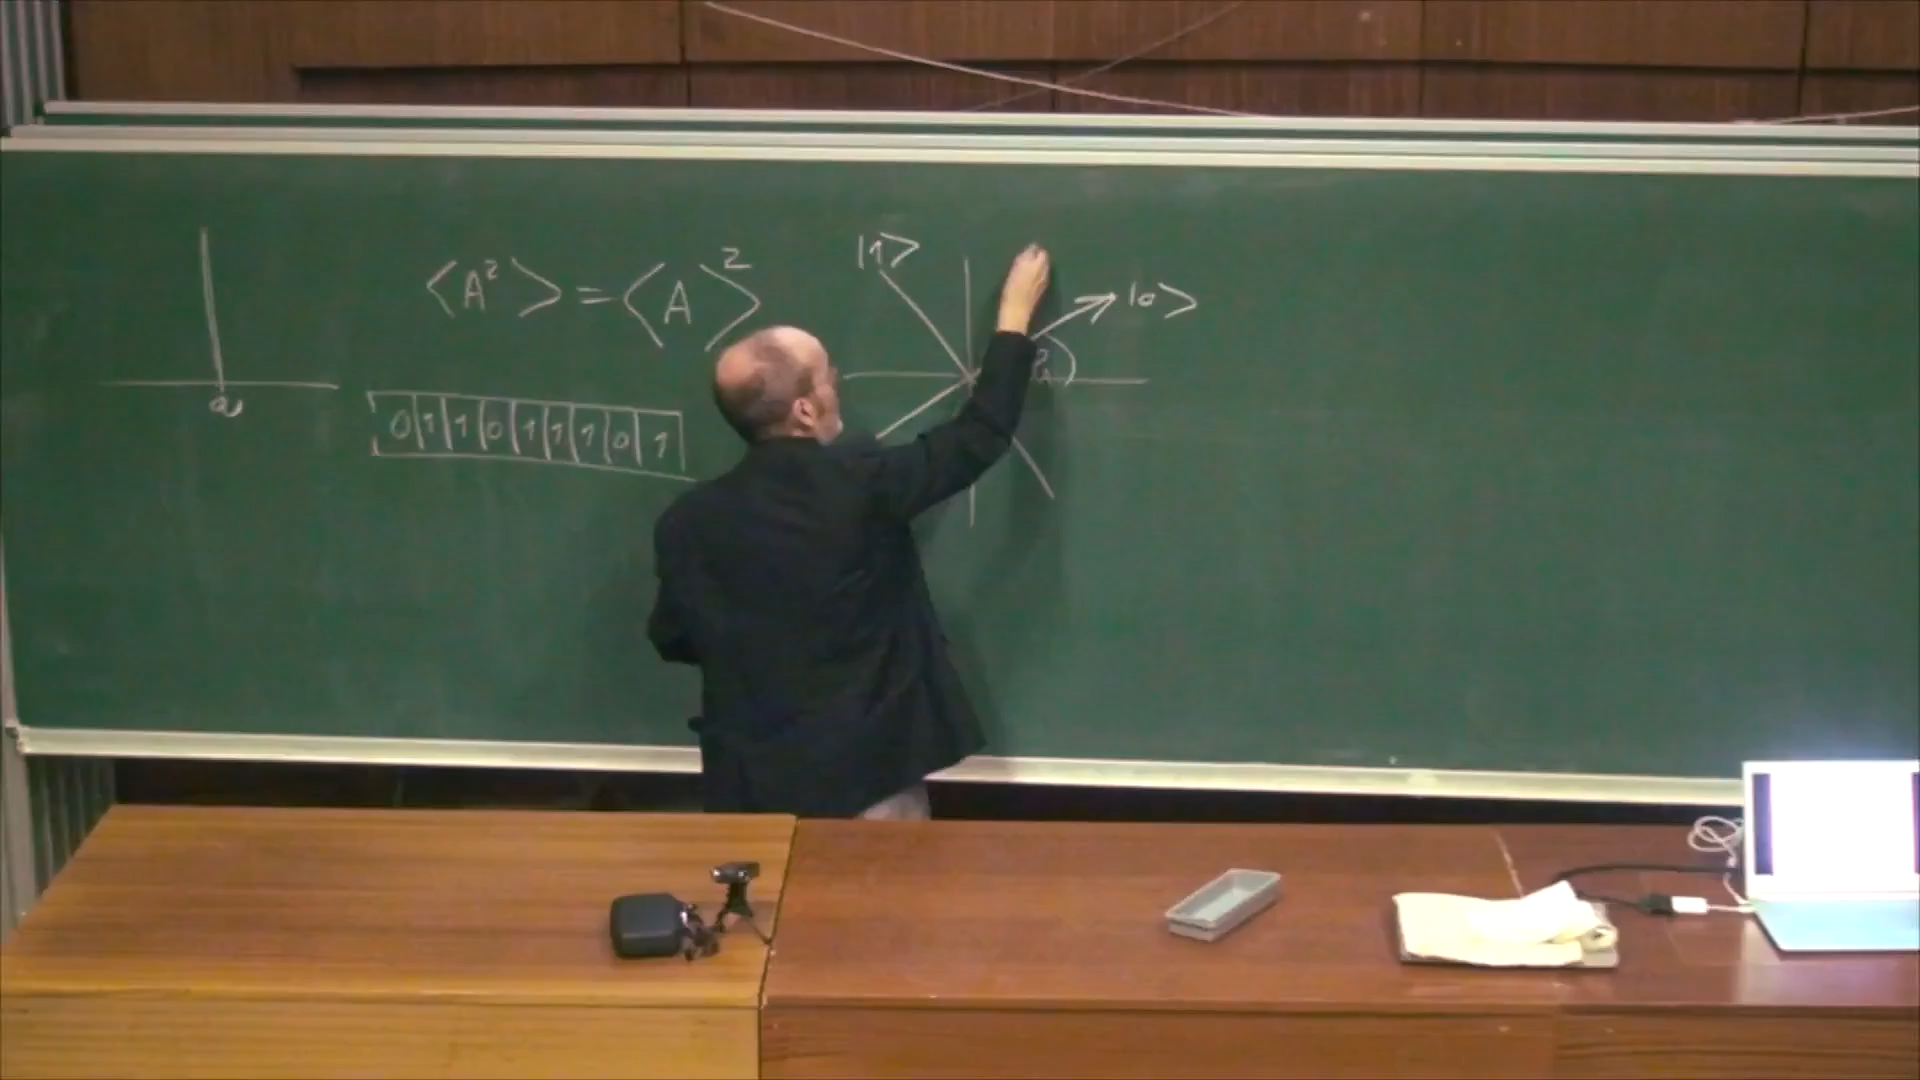 ⟨A²⟩ = ⟨A⟩²
|1⟩
|0⟩
a
0 1 1 0 1 1 1 0 1